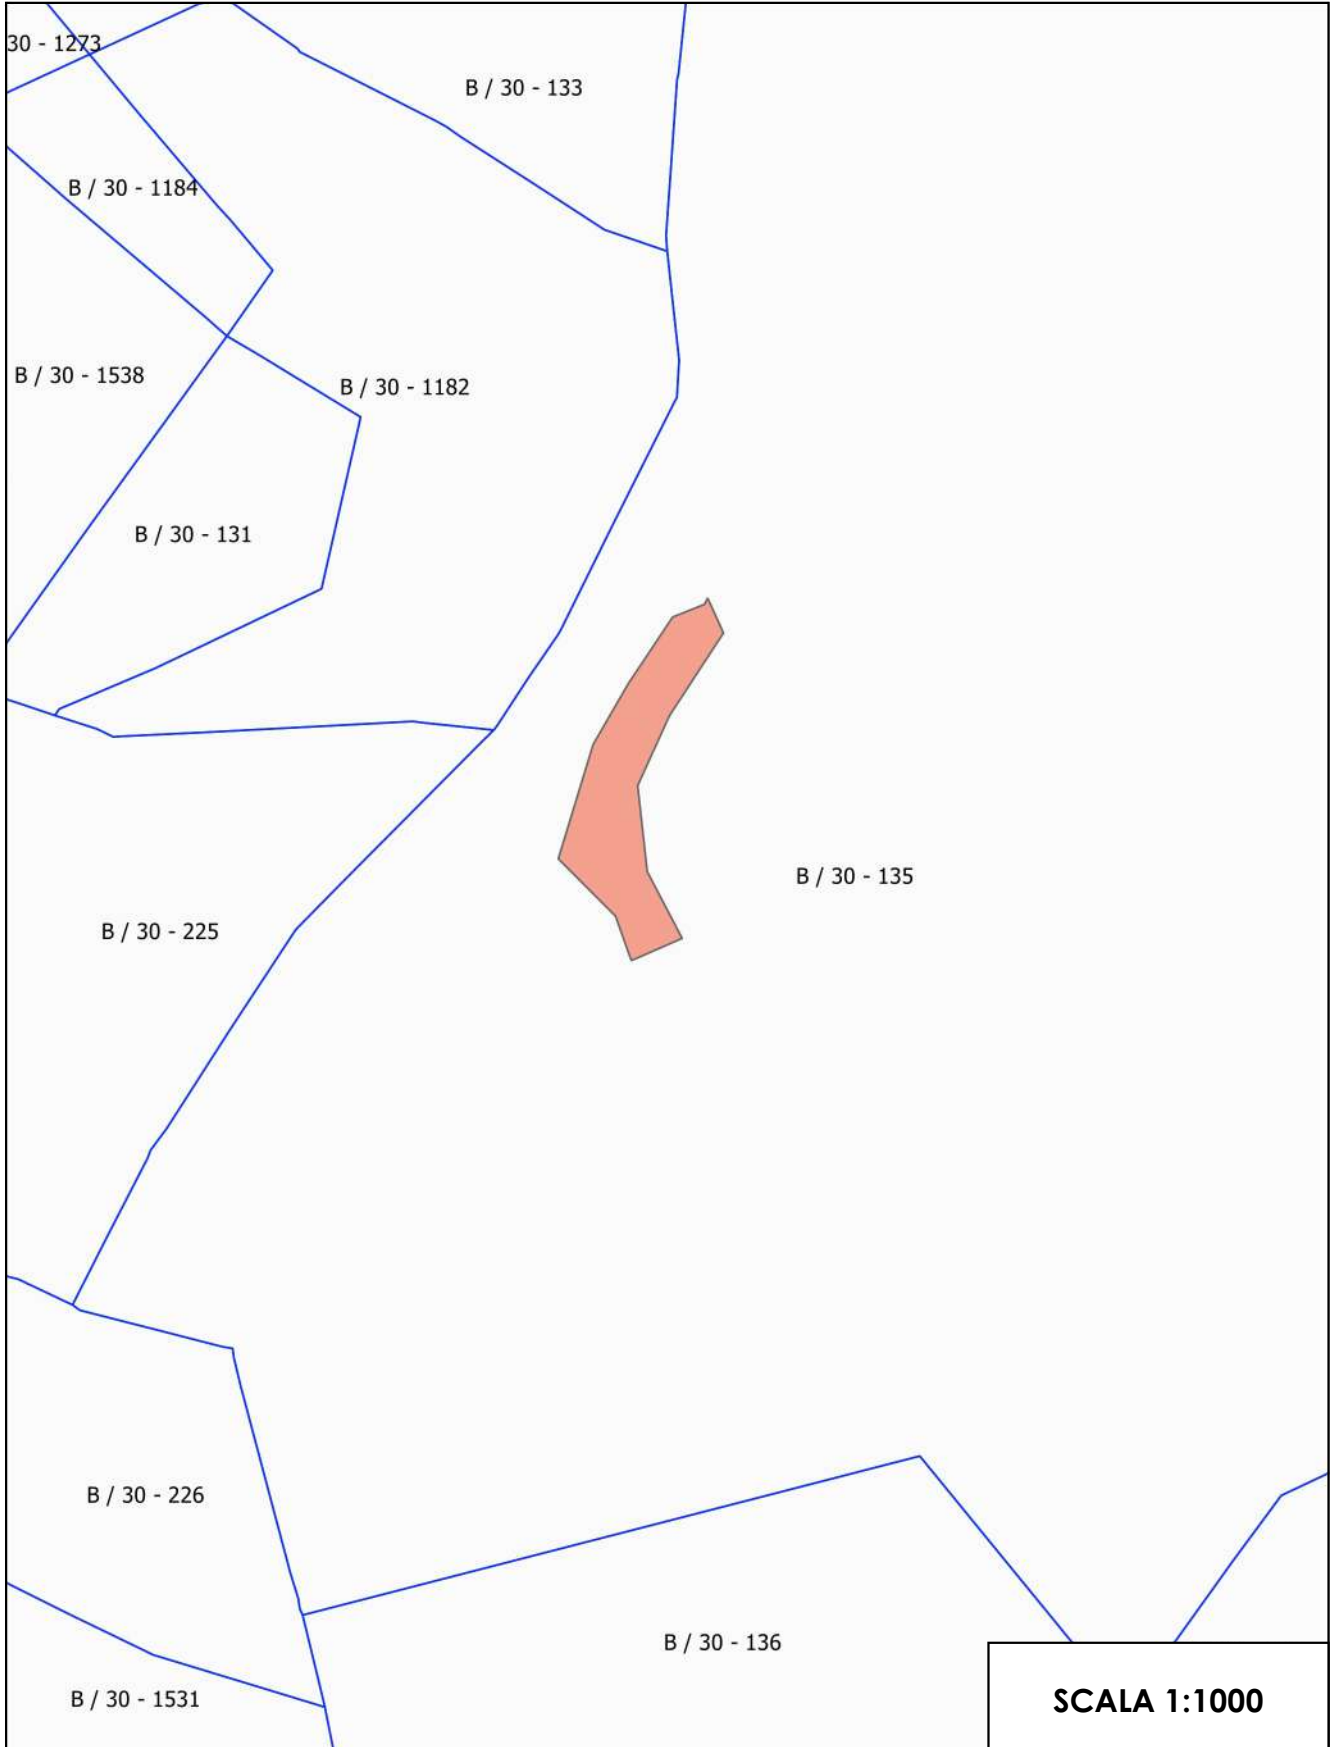 30 - 1273
B / 30 - 133
B / 30 - 1184
B / 30 - 1538
B / 30 - 1182
B / 30 - 131
B / 30 - 135
B / 30 - 225
B / 30 - 226
B / 30 - 136
B / 30 - 1531
SCALA 1:1000